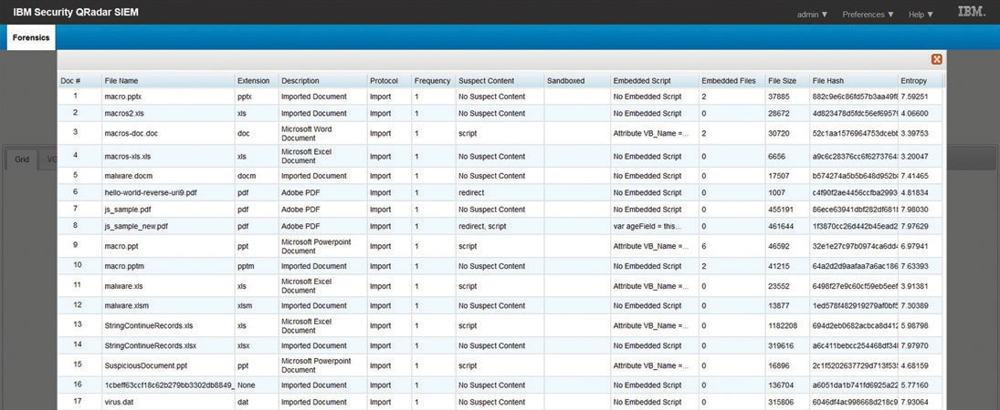 IBM Security QRadar SIEM
admin ▼ Preferences ▼ Help ▼ IBM.
Forensics
Grid
Doc # File Name Extension Description Protocol Frequency Suspect Content Sandboxed Embedded Script Embedded Files File Size File Hash Entropy
1 macro.pptx pptx Imported Document Import 1 No Suspect Content No Embedded Script 2 37885 882c9e6c86fd57b3aa49f8 7.59251
2 macros2.xls xls Imported Document Import 1 No Suspect Content No Embedded Script 0 28672 4d823478d5fdc56ef69579 4.06600
3 macros-doc.doc doc Microsoft Word Document Import 1 script Attribute VB_Name =... 2 30720 52c1aa1576964753dcebb 3.39753
4 macros-xls.xls xls Microsoft Excel Document Import 1 No Suspect Content No Embedded Script 0 6656 a9c6c28376cc6f62737643 3.20047
5 malware.docm docm Imported Document Import 1 No Suspect Content No Embedded Script 0 17507 7.41465
6 hello-world-reverse-uri9.pdf pdf Adobe PDF Import 1 redirect No Embedded Script 0 1007 c4f90f2ae4456ccfba2993 4.81834
7 js_sample.pdf pdf Adobe PDF Import 1 No Suspect Content No Embedded Script 0 455191 86ece63941dbf282df681b 7.98030
8 js_sample_new.pdf pdf Adobe PDF Import 1 redirect, script var ageField = this... 0 461644 1f3870cc26d442b45ead2 7.97629
9 macro.ppt ppt Microsoft Powerpoint Document Import 1 script Attribute VB_Name =... 6 46592 32e1e27c97b0974ca6dd4 6.97941
10 macro.pptm pptm Imported Document Import 1 No Suspect Content No Embedded Script 2 41215 64a2d2d9aafaa7a6ac186 7.63393
11 malware.xls xls Microsoft Excel Document Import 1 script Attribute VB_Name =... 0 23552 6498f27e9c60cf59eb5eef 3.91381
12 malware.xlsm xlsm Imported Document Import 1 No Suspect Content No Embedded Script 0 13877 1ed578f482919279af0bf5 7.30389
13 StringContinueRecords.xls xls Microsoft Excel Document Import 1 script Attribute VB_Name =... 0 1182208 694d2eb0682acbca8d412 5.98798
14 StringContinueRecords.xlsx xlsx Imported Document Import 1 No Suspect Content No Embedded Script 0 319616 a6c411bebcc254468df34 7.97970
15 SuspiciousDocument.ppt ppt Microsoft Powerpoint Document Import 1 script Attribute VB_Name =... 0 16896 2c1f5202637729d713f53 4.68159
16 1cbeff63ccf18c62b279bb3302db8849_ None Imported Document Import 1 No Suspect Content No Embedded Script 0 136704 a6051da1b741fd6925a22 5.77160
17 virus.dat dat Imported Document Import 1 No Suspect Content No Embedded Script 0 315806 6046df4ac998668d218c9 7.93064